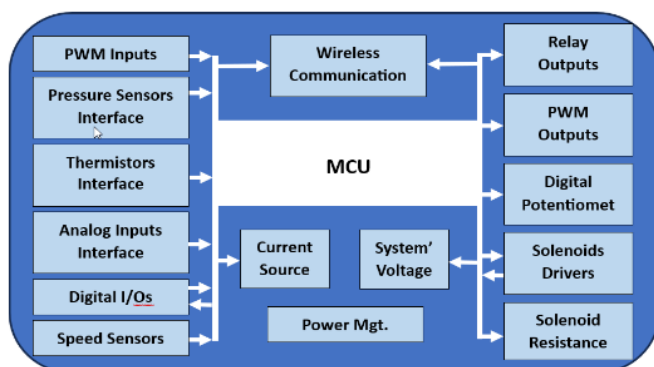 PWM Inputs
Pressure Sensors
Interface
Thermistors
Interface
Analog Inputs
Interface
Digital I/Os
Speed Sensors
Wireless
Communication
MCU
Current
Source
System'
Voltage
Power Mgt.
Relay
Outputs
PWM
Outputs
Digital
Potentiomet
Solenoids
Drivers
Solenoid
Resistance